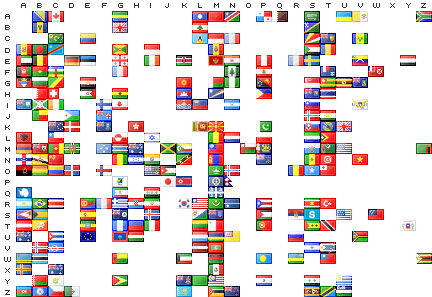 A B C D E F G H I J K L M N O P Q R S T U V W X Y Z
A
B
C
D
E
F
G
H
I
J
K
L
M
N
O
P
Q
R
S
T
U
V
W
X
Y
Z